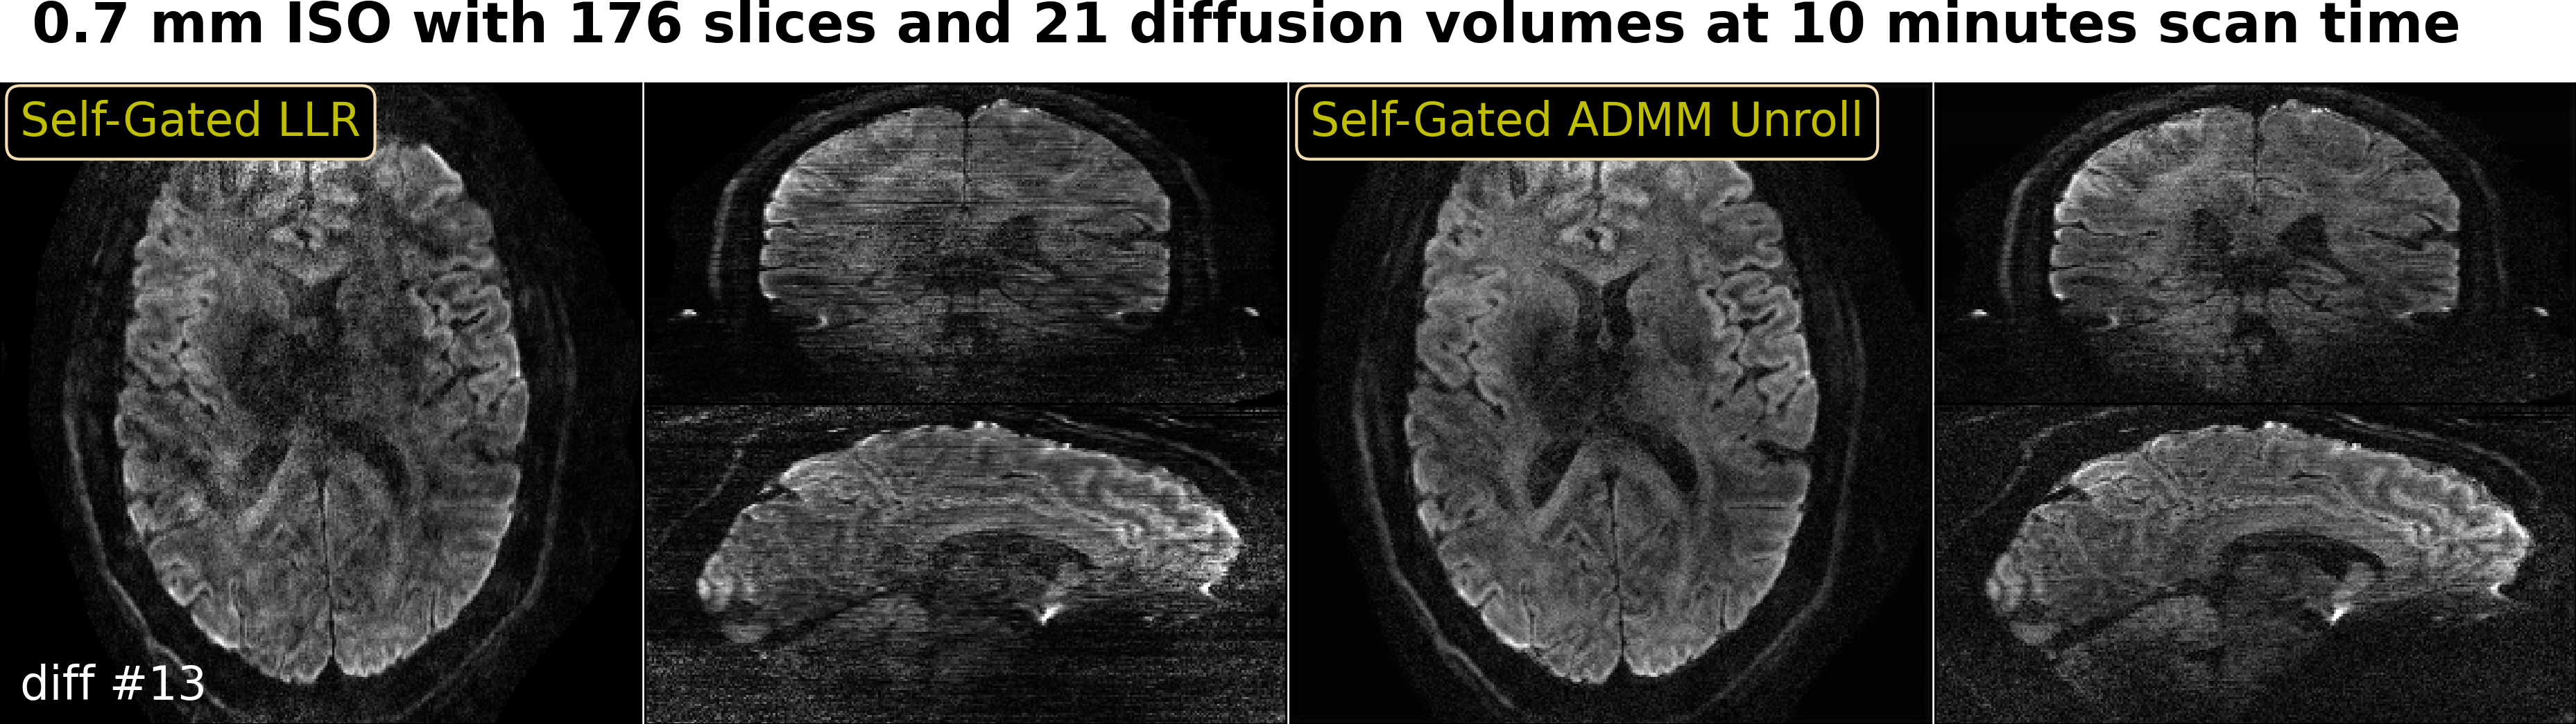 0.7 mm ISO with 176 slices and 21 diffusion volumes at 10 minutes scan time
Self-Gated LLR
Self-Gated ADMM Unroll
diff #13